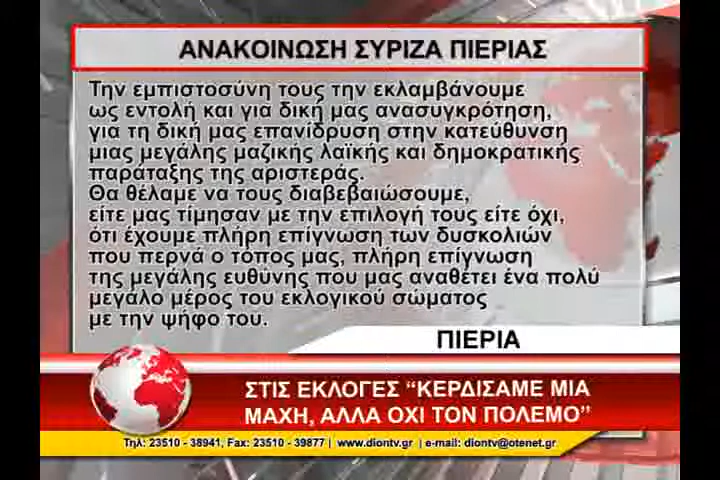 ΑΝΑΚΟΙΝΩΣΗ ΣΥΡΙΖΑ ΠΙΕΡΙΑΣ
Την εμπιστοσύνη τους την εκλαμβάνουμε
ως εντολή και για δική μας ανασυγκρότηση,
για τη δική μας επανίδρυση στην κατεύθυνση
μιας μεγάλης μαζικής λαϊκής και δημοκρατικής
παράταξης της αριστεράς.
Θα θέλαμε να τους διαβεβαιώσουμε,
είτε μας τίμησαν με την επιλογή τους είτε όχι,
ότι έχουμε πλήρη επίγνωση των δυσκολιών
που περνά ο τόπος μας, πλήρη επίγνωση
της μεγάλης ευθύνης που μας αναθέτει ένα πολύ
μεγάλο μέρος του εκλογικού σώματος
με την ψήφο του.
ΠΙΕΡΙΑ
ΣΤΙΣ ΕΚΛΟΓΕΣ “ΚΕΡΔΙΣΑΜΕ ΜΙΑ
ΜΑΧΗ, ΑΛΛΑ ΟΧΙ ΤΟΝ ΠΟΛΕΜΟ”
Τηλ: 23510 - 38941, Fax: 23510 - 39877 | www.diontv.gr | e-mail: diontv@otenet.gr